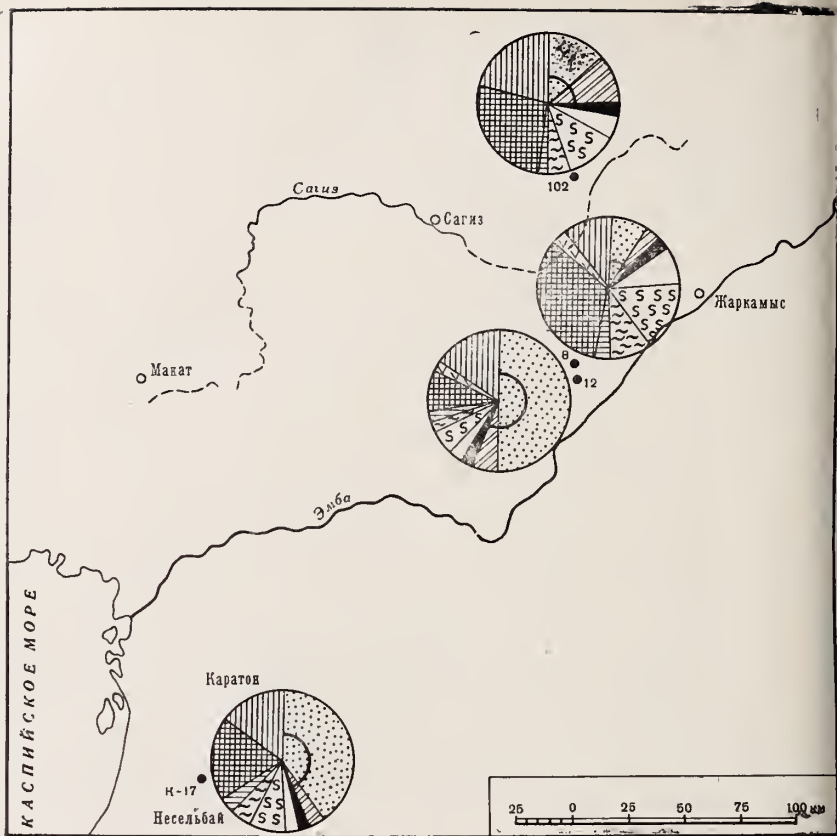 102
Сагиз
Сагиз
Жаркамыс
Макат
8
12
Эмба
КАСПИЙСКОЕ МОРЕ
Каратон
К-17
Несельбай
25 0 25 50 75 100 км